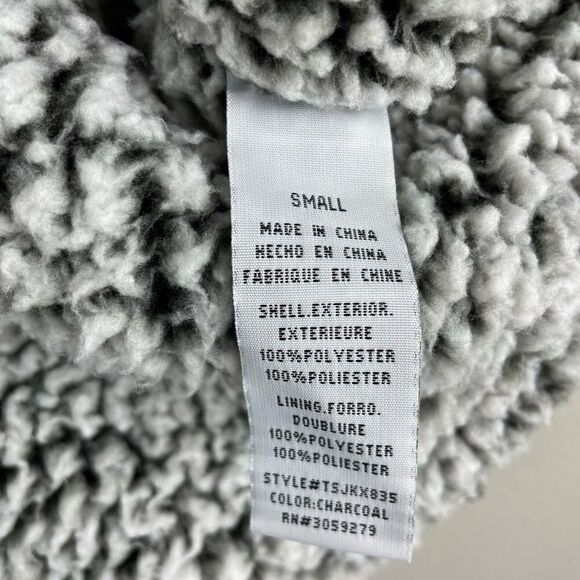 SMALL
MADE IN CHINA
HECHO EN CHINA
FABRIQUE EN CHINE
SHELL.EXTERIOR.
EXTERIEURE
100%POLYESTER
100%POLIESTER
LINING.FORRO.
DOUBLURE
100%POLYESTER
100%POLIESTER
STYLE#TSJKX835
COLOR:CHARCOAL
RN#3059279